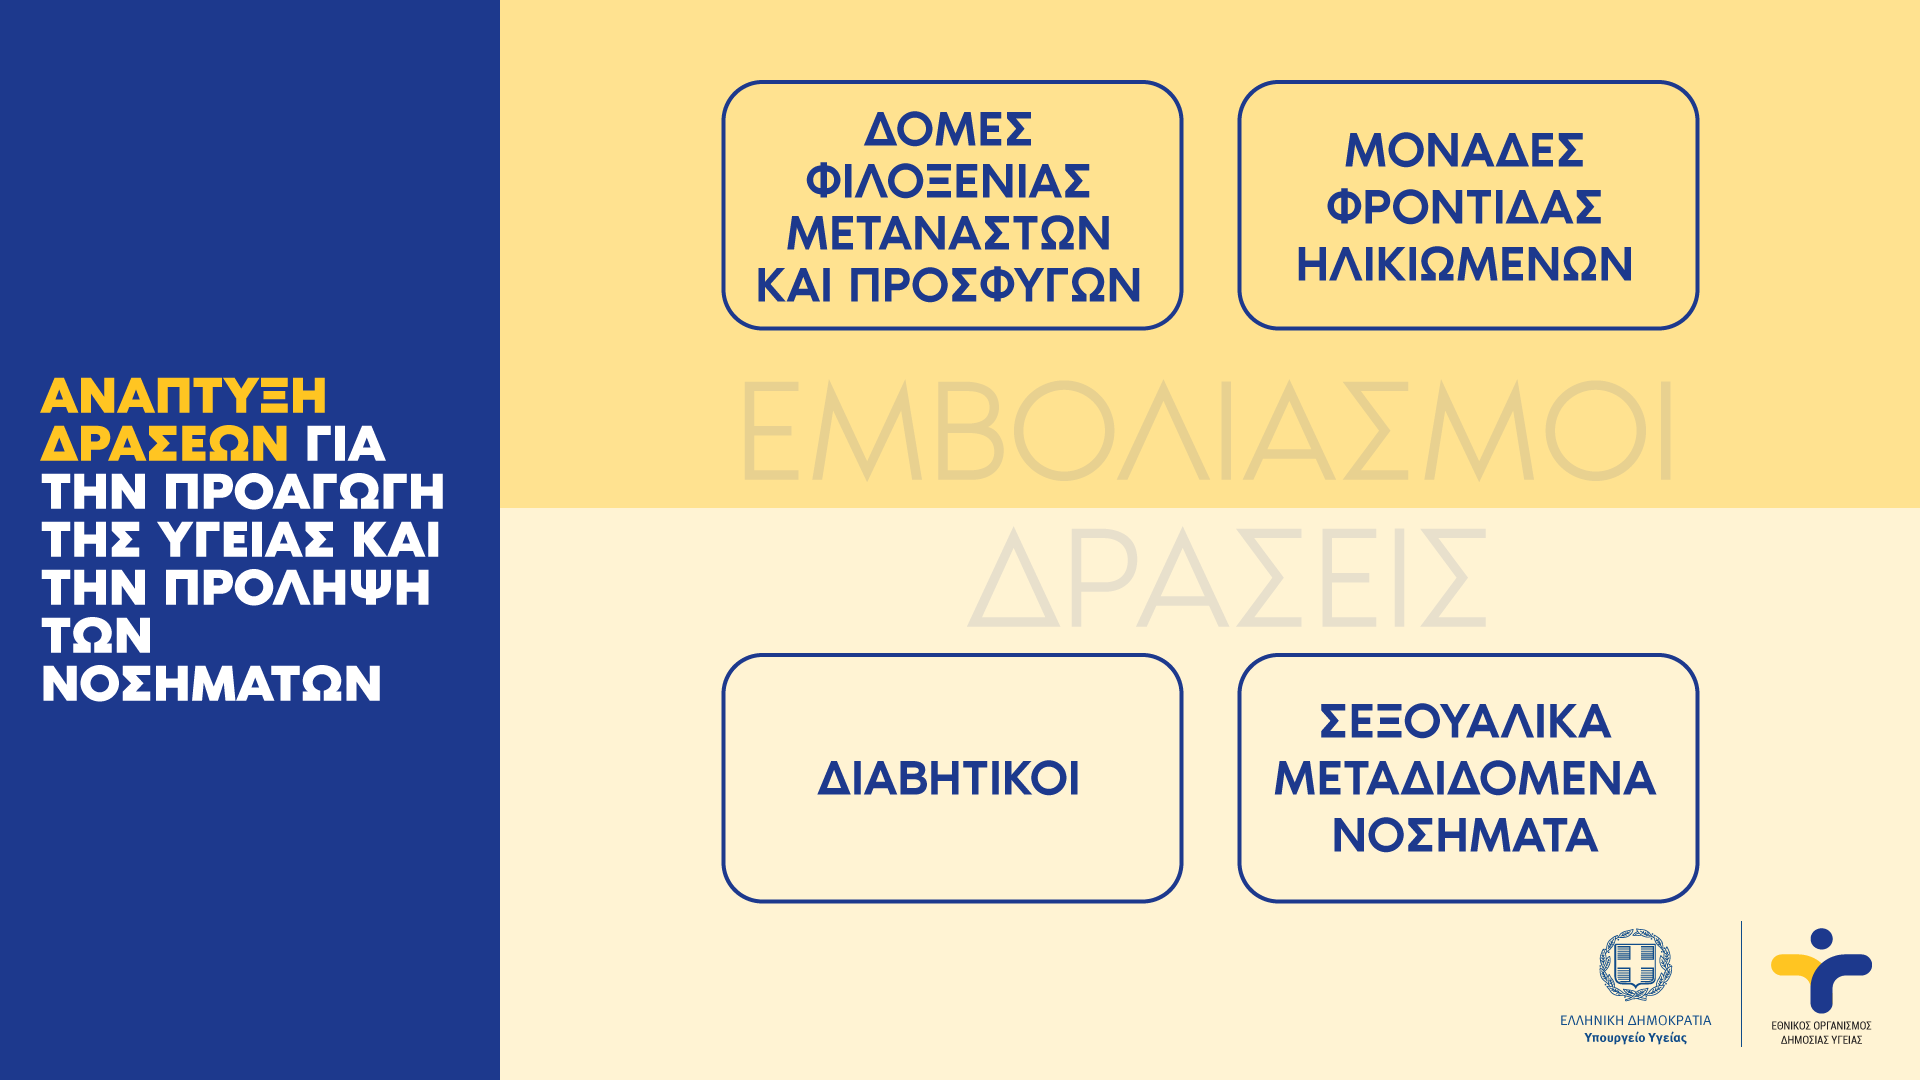 ΑΝΑΠΤΥΞΗ
ΔΡΑΣΕΩΝ ΓΙΑ
ΤΗΝ ΠΡΟΑΓΩΓΗ
ΤΗΣ ΥΓΕΙΑΣ ΚΑΙ
ΤΗΝ ΠΡΟΛΗΨΗ
ΤΩΝ
ΝΟΣΗΜΑΤΩΝ
ΔΟΜΕΣ
ΦΙΛΟΞΕΝΙΑΣ
ΜΕΤΑΝΑΣΤΩΝ
ΚΑΙ ΠΡΟΣΦΥΓΩΝ
ΜΟΝΑΔΕΣ
ΦΡΟΝΤΙΔΑΣ
ΗΛΙΚΙΩΜΕΝΩΝ
ΕΜΒΟΛΙΑΣΜΟΙ
ΔΡΑΣΕΙΣ
ΔΙΑΒΗΤΙΚΟΙ
ΣΕΞΟΥΑΛΙΚΑ
ΜΕΤΑΔΙΔΟΜΕΝΑ
ΝΟΣΗΜΑΤΑ
ΕΛΛΗΝΙΚΗ ΔΗΜΟΚΡΑΤΙΑ
Υπουργείο Υγείας
ΕΘΝΙΚΟΣ ΟΡΓΑΝΙΣΜΟΣ
ΔΗΜΟΣΙΑΣ ΥΓΕΙΑΣ